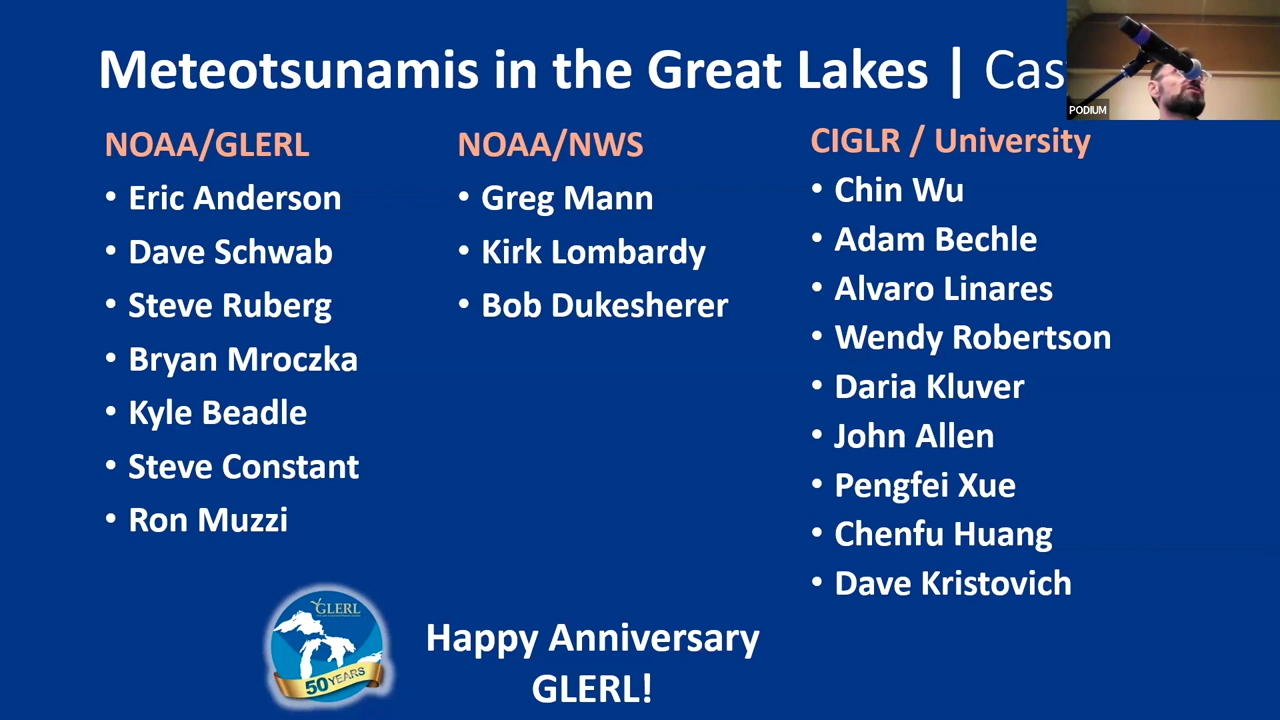 Meteotsunamis in the Great Lakes | Cas
PODIUM
NOAA/GLERL
• Eric Anderson
• Dave Schwab
• Steve Ruberg
• Bryan Mroczka
• Kyle Beadle
• Steve Constant
• Ron Muzzi
NOAA/NWS
• Greg Mann
• Kirk Lombardy
• Bob Dukesherer
CIGLR / University
• Chin Wu
• Adam Bechle
• Alvaro Linares
• Wendy Robertson
• Daria Kluver
• John Allen
• Pengfei Xue
• Chenfu Huang
• Dave Kristovich
GLERL
50 YEARS
Happy Anniversary
GLERL!